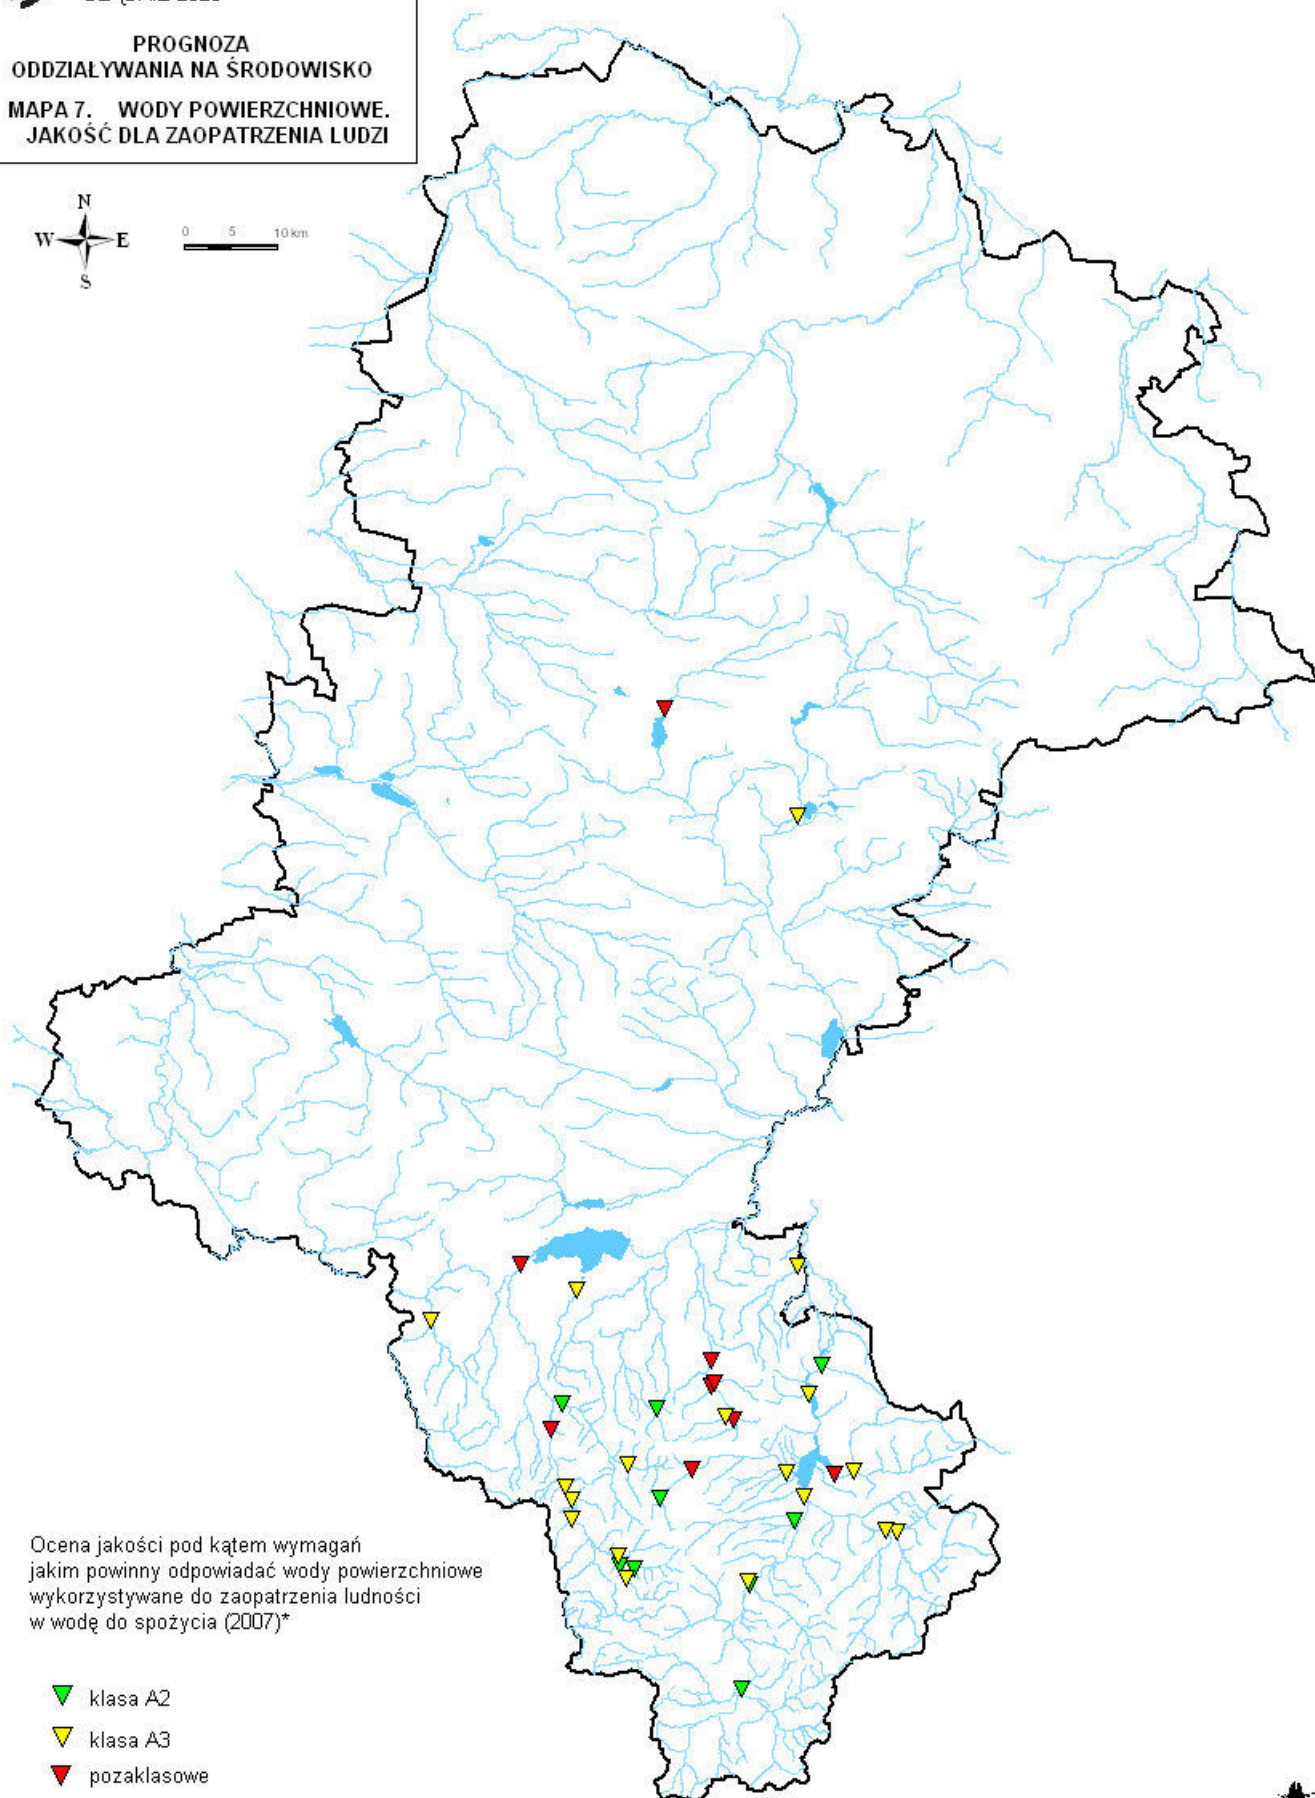 PROGNOZA
ODDZIAŁYWANIA NA ŚRODOWISKO
MAPA 7. WODY POWIERZCHNIOWE.
JAKOŚĆ DLA ZAOPATRZENIA LUDZI
N
W E
S
0 5 10 km
Ocena jakości pod kątem wymagań
jakim powinny odpowiadać wody powierzchniowe
wykorzystywane do zaopatrzenia ludności
w wodę do spożycia (2007)*
klasa A2
klasa A3
pozaklasowe